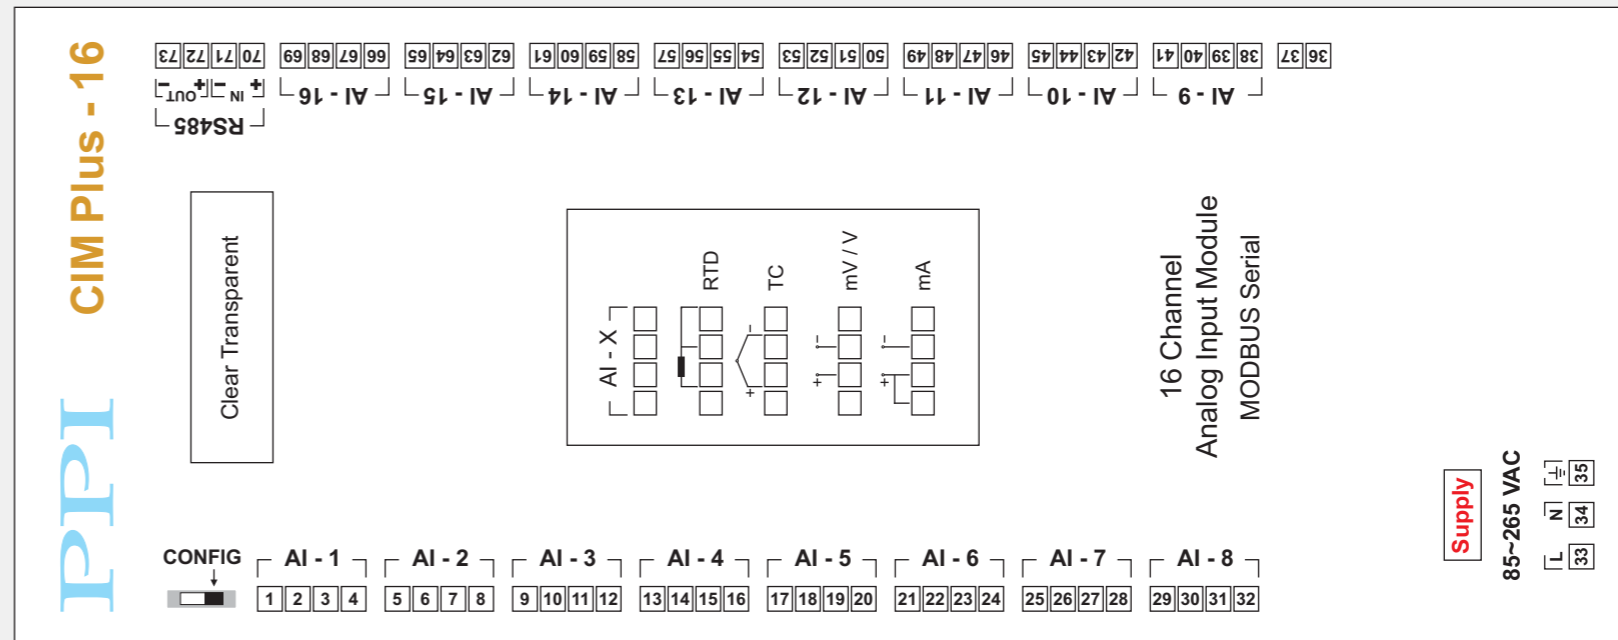 CIM Plus - 16
PPI
73 72 71 70 69 68 67 66 65 64 63 62 61 60 59 58 57 56 55 54 53 52 51 50 49 48 47 46 45 44 43 42 41 40 39 38 37 36
- OUT + - IN +
RS485
AI - 16
AI - 15
AI - 14
AI - 13
AI - 12
AI - 11
AI - 10
AI - 9
Clear Transparent
AI - X
RTD
TC
+ -
mV / V
+ -
mA
+ -
16 Channel
Analog Input Module
MODBUS Serial
Supply
85~265 VAC
L N
33 34 35
CONFIG
AI - 1
AI - 2
AI - 3
AI - 4
AI - 5
AI - 6
AI - 7
AI - 8
1 2 3 4 5 6 7 8 9 10 11 12 13 14 15 16 17 18 19 20 21 22 23 24 25 26 27 28 29 30 31 32